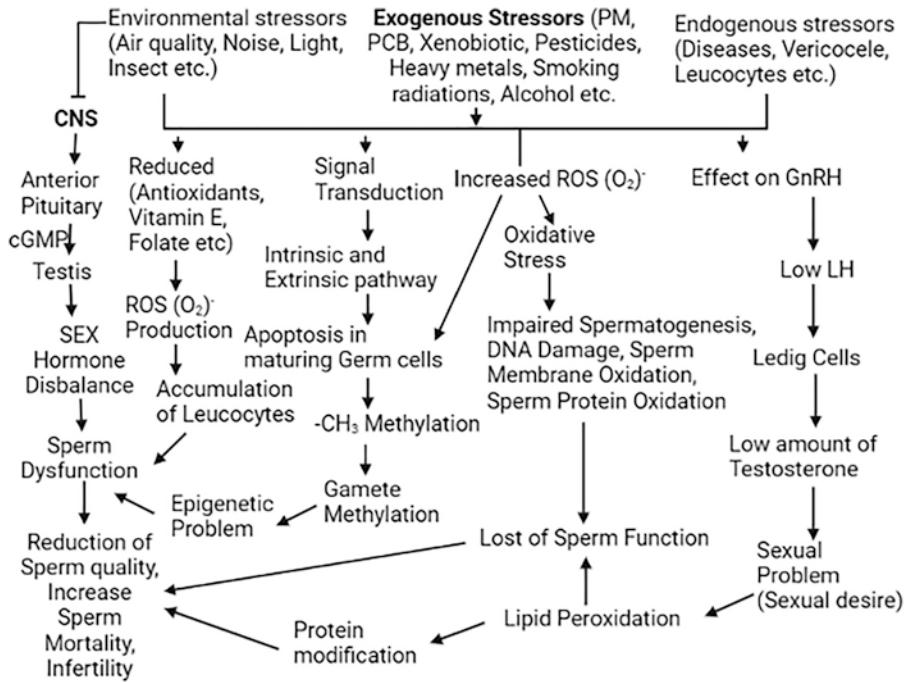 Environmental stressors
(Air quality, Noise, Light,
Insect etc.)
Exogenous Stressors (PM,
PCB, Xenobiotic, Pesticides,
Heavy metals, Smoking
radiations, Alcohol etc.
Endogenous stressors
(Diseases, Vericocele,
Leucocytes etc.)
CNS
Anterior
Pituitary
cGMP
Testis
SEX
Hormone
Disbalance
Sperm
Dysfunction
Reduction of
Sperm quality,
Increase
Sperm
Mortality,
Infertility
Reduced
(Antioxidants,
Vitamin E,
Folate etc)
ROS (O₂)⁻
Production
Accumulation
of Leucocytes
Signal
Transduction
Intrinsic and
Extrinsic pathway
Apoptosis in
maturing Germ cells
-CH₃ Methylation
Gamete
Methylation
Epigenetic
Problem
Increased ROS (O₂)⁻
Oxidative
Stress
Impaired Spermatogenesis,
DNA Damage, Sperm
Membrane Oxidation,
Sperm Protein Oxidation
Lost of Sperm Function
Lipid Peroxidation
Protein
modification
Effect on GnRH
Low LH
Ledig Cells
Low amount of
Testosterone
Sexual
Problem
(Sexual desire)